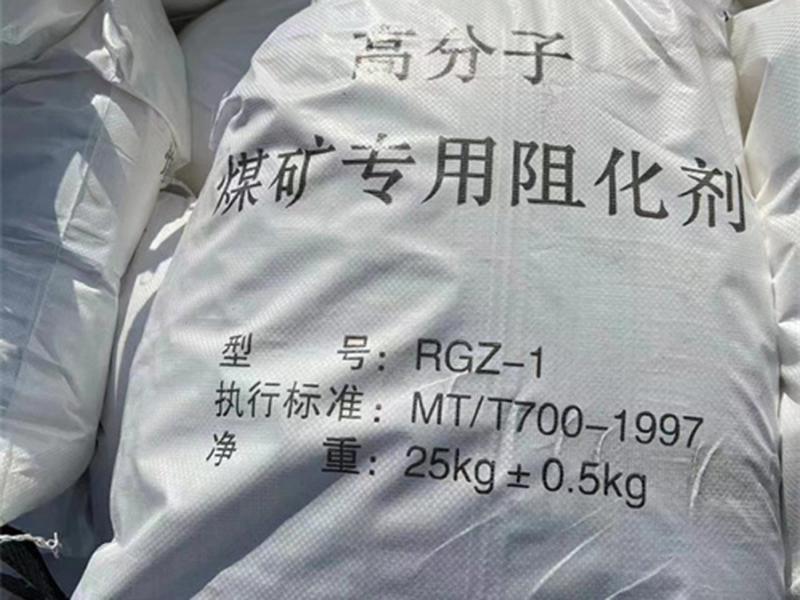 高分子
煤矿专用阻化剂
型 号：RGZ-1
执行标准：MT/T700-1997
净 重：25kg±0.5kg